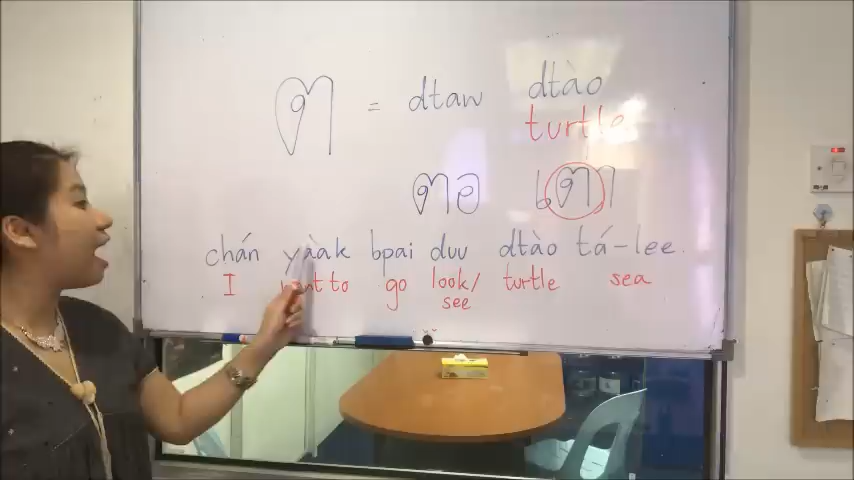 ต = dtaw dtào
turtle
ตอ เต่า
chán yàak bpai duu dtào tá-lee
I want to go look/ turtle sea
see